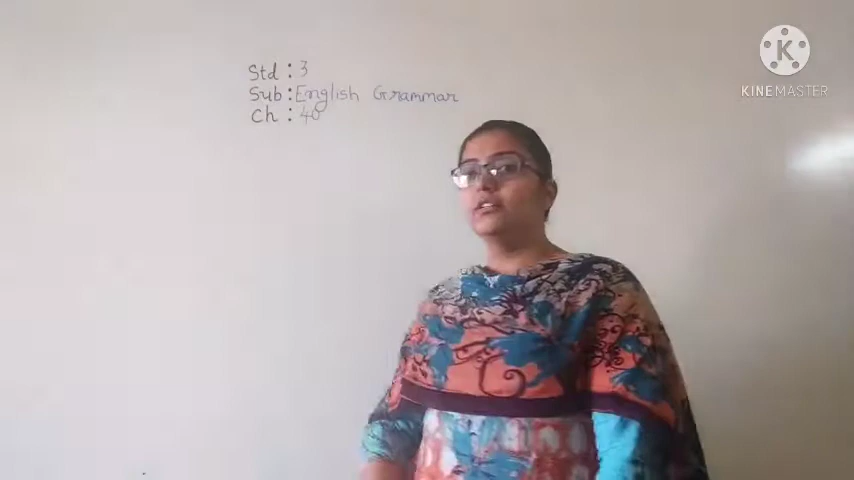 Std : 3
Sub : English Grammar
Ch : 40
K
KINEMASTER